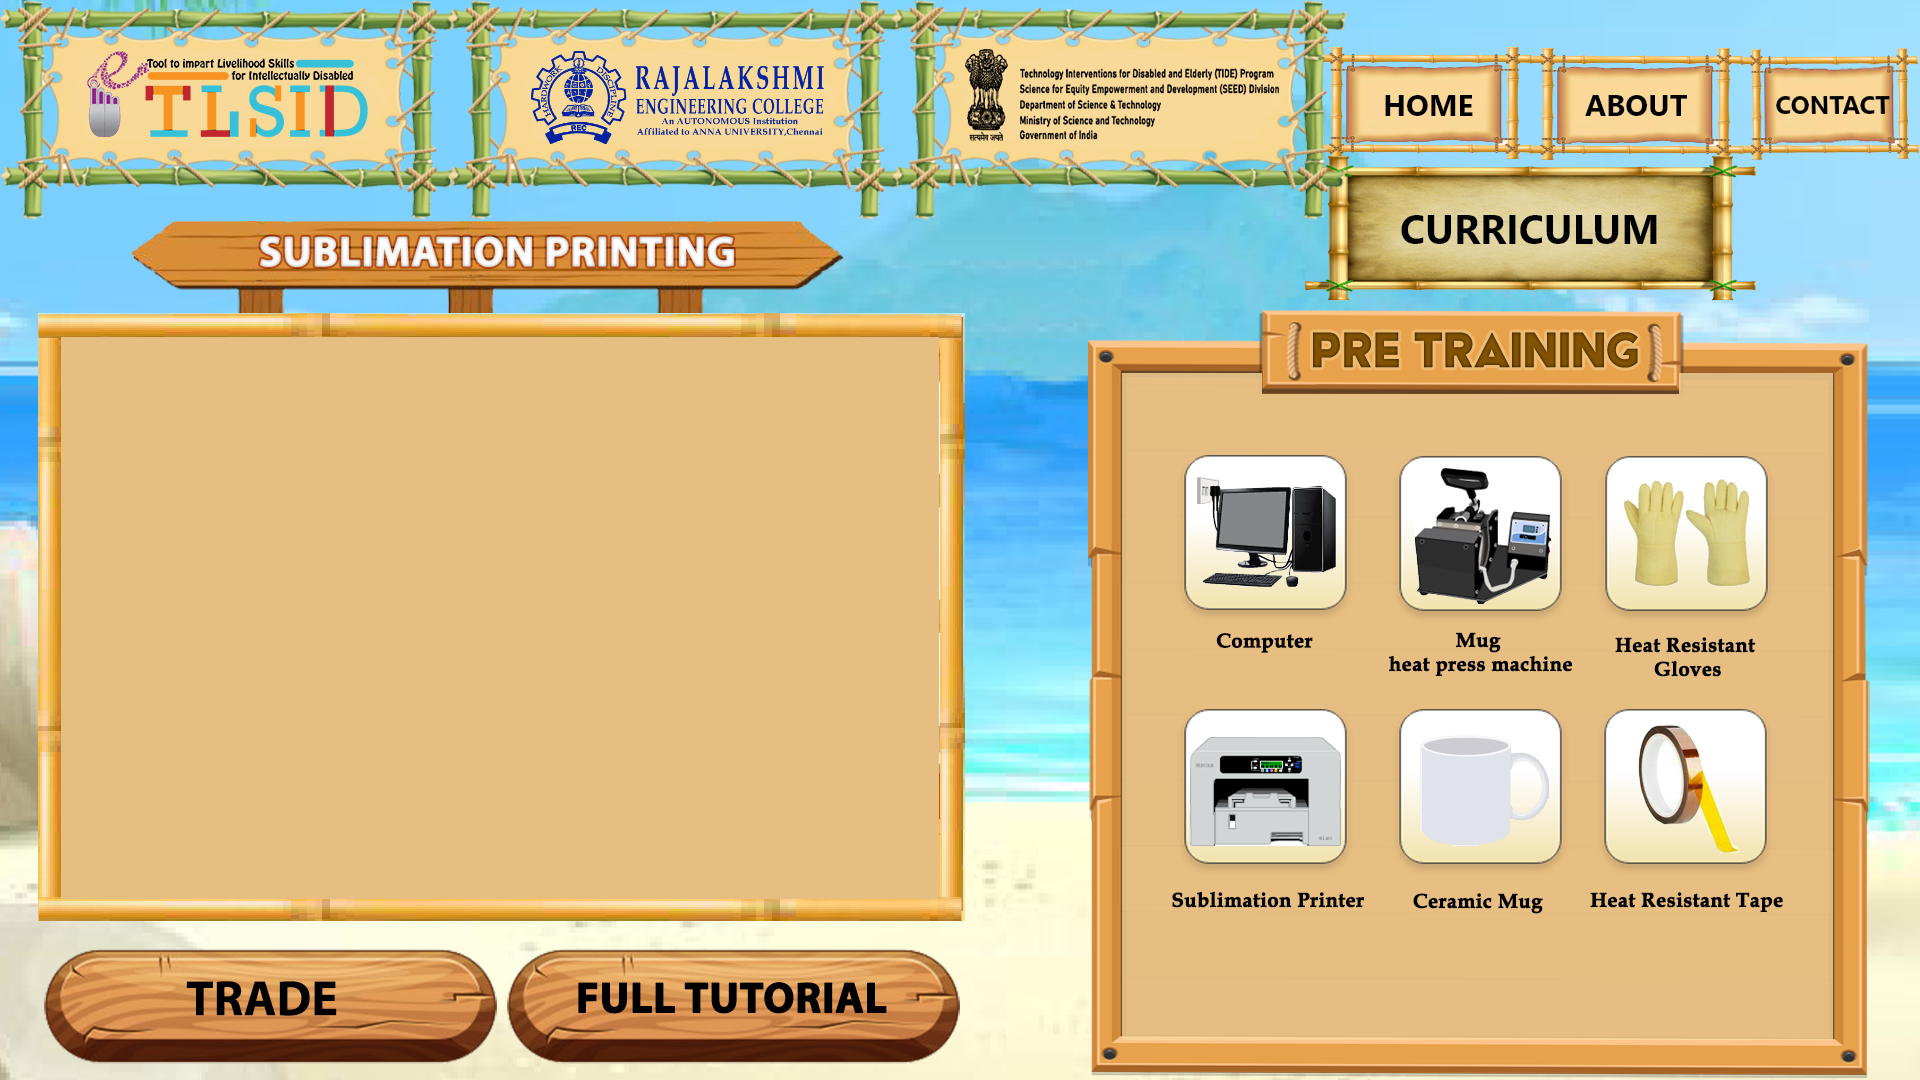 Tool to impart Livelihood Skills
for Intellectually Disabled
e
TLSID
HARDWORK
DISCIPLINE
REC
RAJALAKSHMI
ENGINEERING COLLEGE
An AUTONOMOUS Institution
Affiliated to ANNA UNIVERSITY,Chennai
सत्यमेव जयते
Technology Interventions for Disabled and Elderly (TIDE) Program
Science for Equity Empowerment and Development (SEED) Division
Department of Science & Technology
Ministry of Science and Technology
Government of India
HOME
ABOUT
CONTACT
CURRICULUM
SUBLIMATION PRINTING
PRE TRAINING
Computer
Mug
heat press machine
Heat Resistant
Gloves
Sublimation Printer
Ceramic Mug
Heat Resistant Tape
TRADE
FULL TUTORIAL